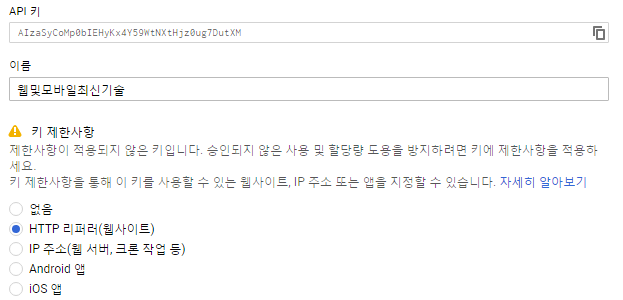 API 키
AIzaSyCoMp0bIEHyKx4Y59WtNXtHjz0ug7DutXM
이름
웹및모바일최신기술
키 제한사항
제한사항이 적용되지 않은 키입니다. 승인되지 않은 사용 및 할당량 도용을 방지하려면 키에 제한사항을 적용하
세요.
키 제한사항을 통해 이 키를 사용할 수 있는 웹사이트, IP 주소 또는 앱을 지정할 수 있습니다. 자세히 알아보기
없음
HTTP 리퍼러(웹사이트)
IP 주소(웹 서버, 크론 작업 등)
Android 앱
iOS 앱